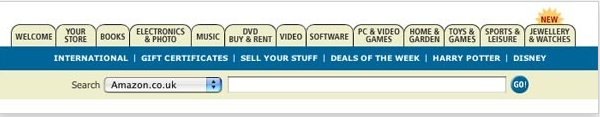 NEW
WELCOME YOUR STORE BOOKS ELECTRONICS & PHOTO MUSIC DVD BUY & RENT VIDEO SOFTWARE PC & VIDEO GAMES HOME & GARDEN TOYS & GAMES SPORTS & LEISURE JEWELLERY & WATCHES
INTERNATIONAL | GIFT CERTIFICATES | SELL YOUR STUFF | DEALS OF THE WEEK | HARRY POTTER | DISNEY
Search Amazon.co.uk GO!